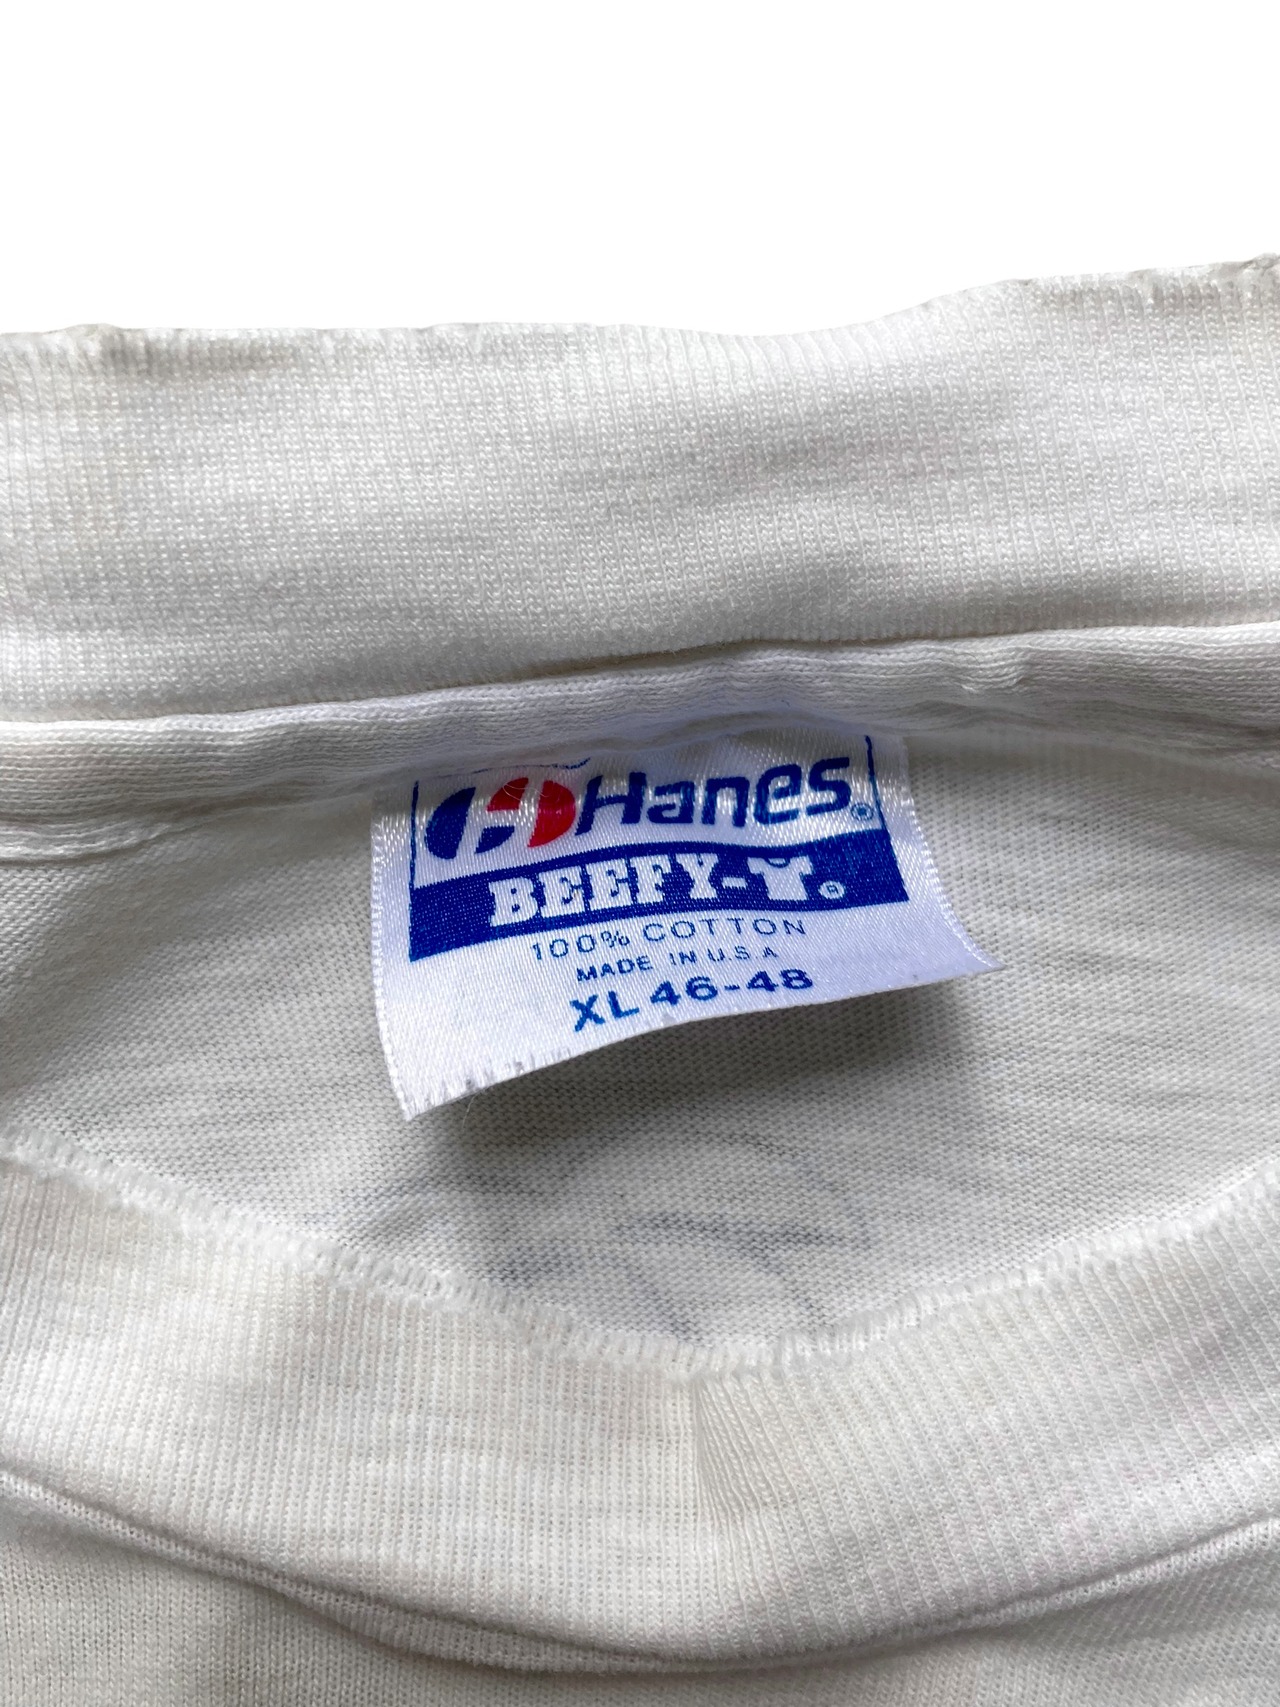 Hanes®
BEEFY-T®
100% COTTON
MADE IN U.S.A
XL 46-48